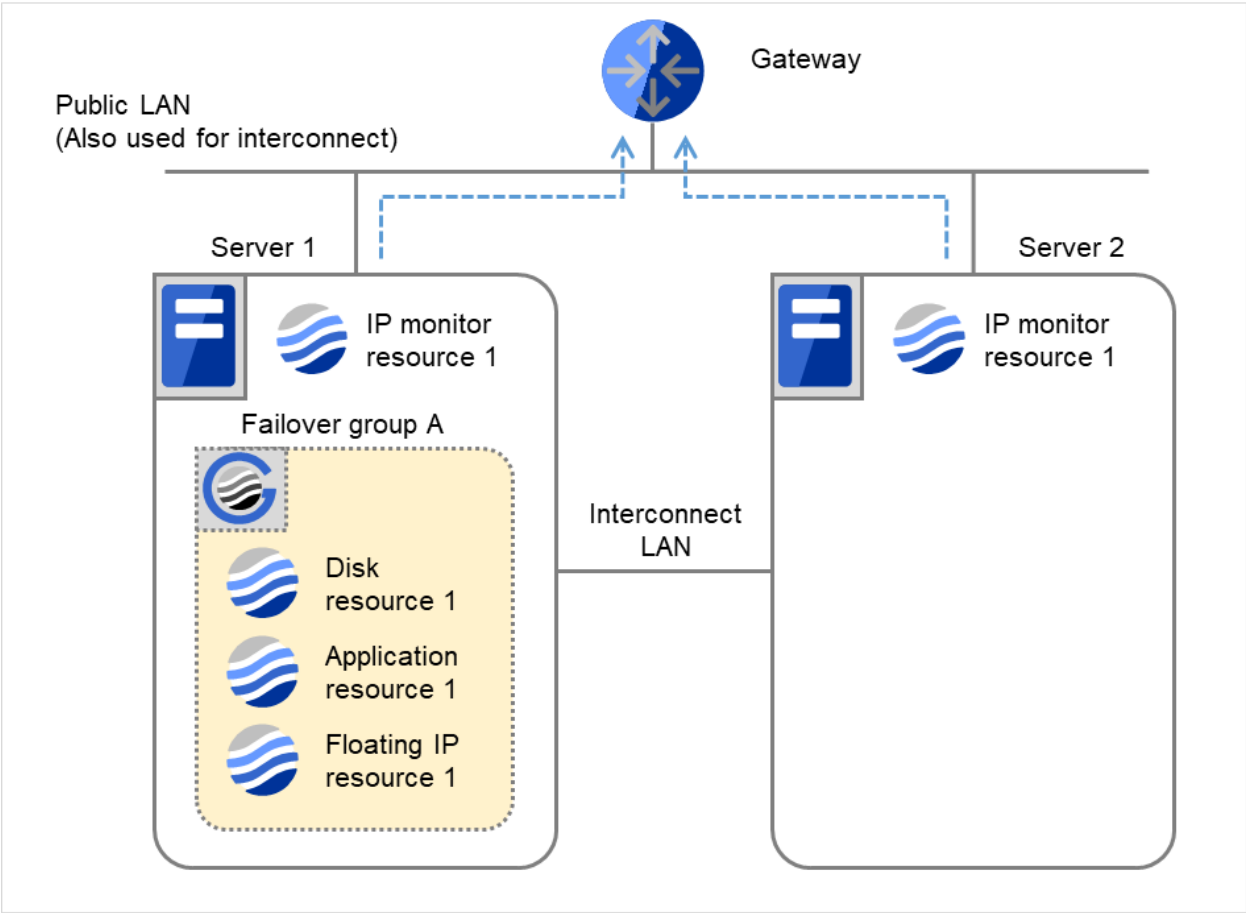 Gateway
Public LAN
(Also used for interconnect)
Server 1
Server 2
IP monitor
resource 1
IP monitor
resource 1
Failover group A
Interconnect
LAN
Disk
resource 1
Application
resource 1
Floating IP
resource 1